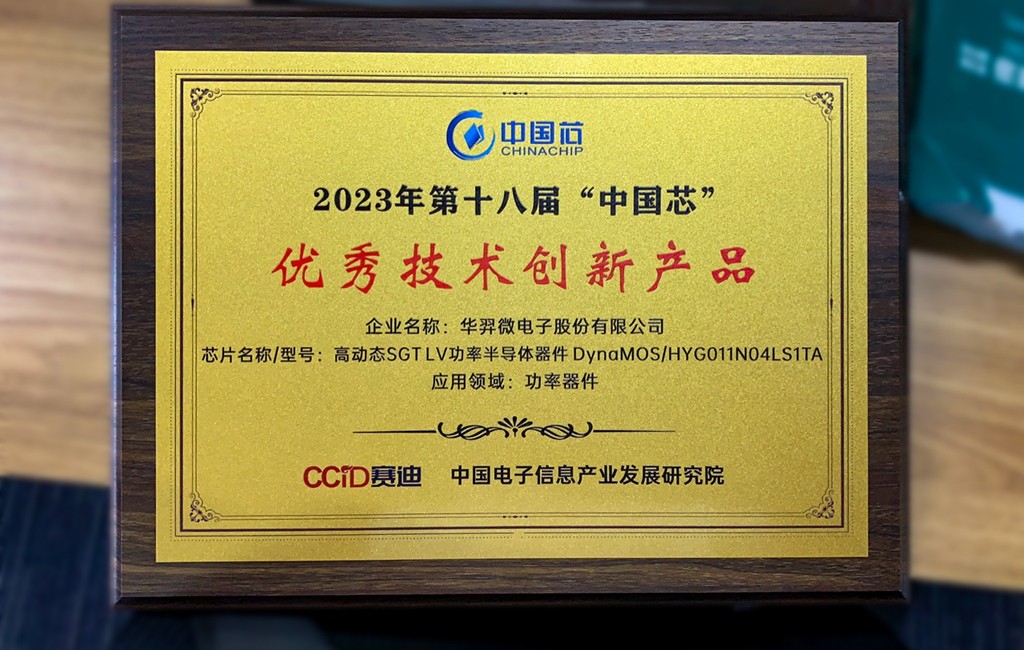 中国芯
CHINACHIP
2023年第十八届“中国芯”
优秀技术创新产品
企业名称：华羿微电子股份有限公司
芯片名称/型号：高动态SGT LV功率半导体器件 DynaMOS/HYG011N04LS1TA
应用领域：功率器件
CCID赛迪 中国电子信息产业发展研究院